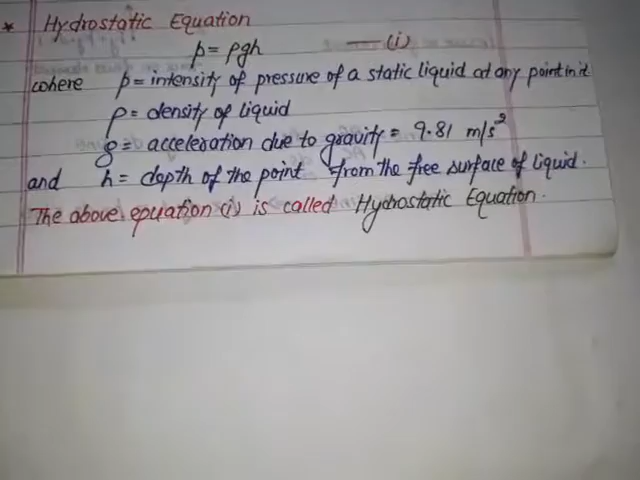 * Hydrostatic Equation
p = ρgh —(i)
where p = intensity of pressure of a static liquid at any point in it
ρ = density of liquid
g = acceleration due to gravity = 9.81 m/s²
and h = depth of the point from the free surface of liquid.
The above equation (i) is called Hydrostatic Equation.